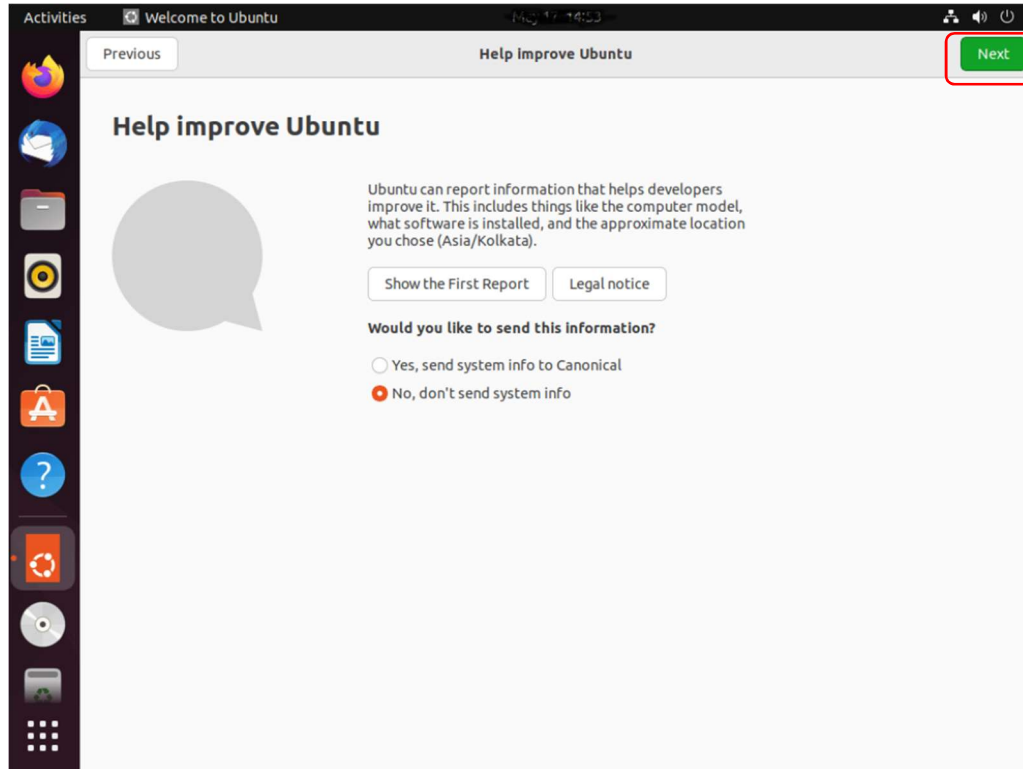 Activities Welcome to Ubuntu
Previous Help improve Ubuntu Next
Help improve Ubuntu
Ubuntu can report information that helps developers
improve it. This includes things like the computer model,
what software is installed, and the approximate location
you chose (Asia/Kolkata).
Show the First Report Legal notice
Would you like to send this information?
Yes, send system info to Canonical
No, don't send system info